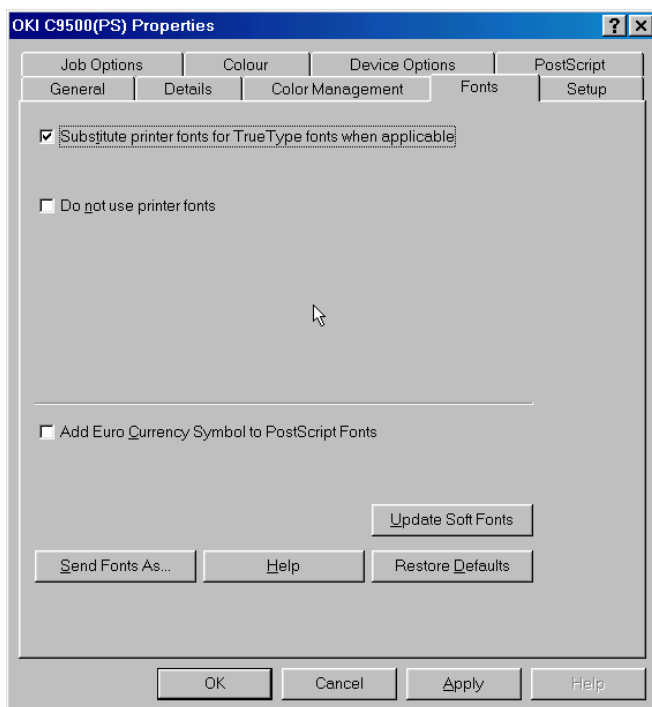 OKI C9500(PS) Properties
Job Options Colour Device Options PostScript
General Details Color Management Fonts Setup
Substitute printer fonts for TrueType fonts when applicable
Do not use printer fonts
Add Euro Currency Symbol to PostScript Fonts
Update Soft Fonts
Send Fonts As... Help Restore Defaults
OK Cancel Apply Help